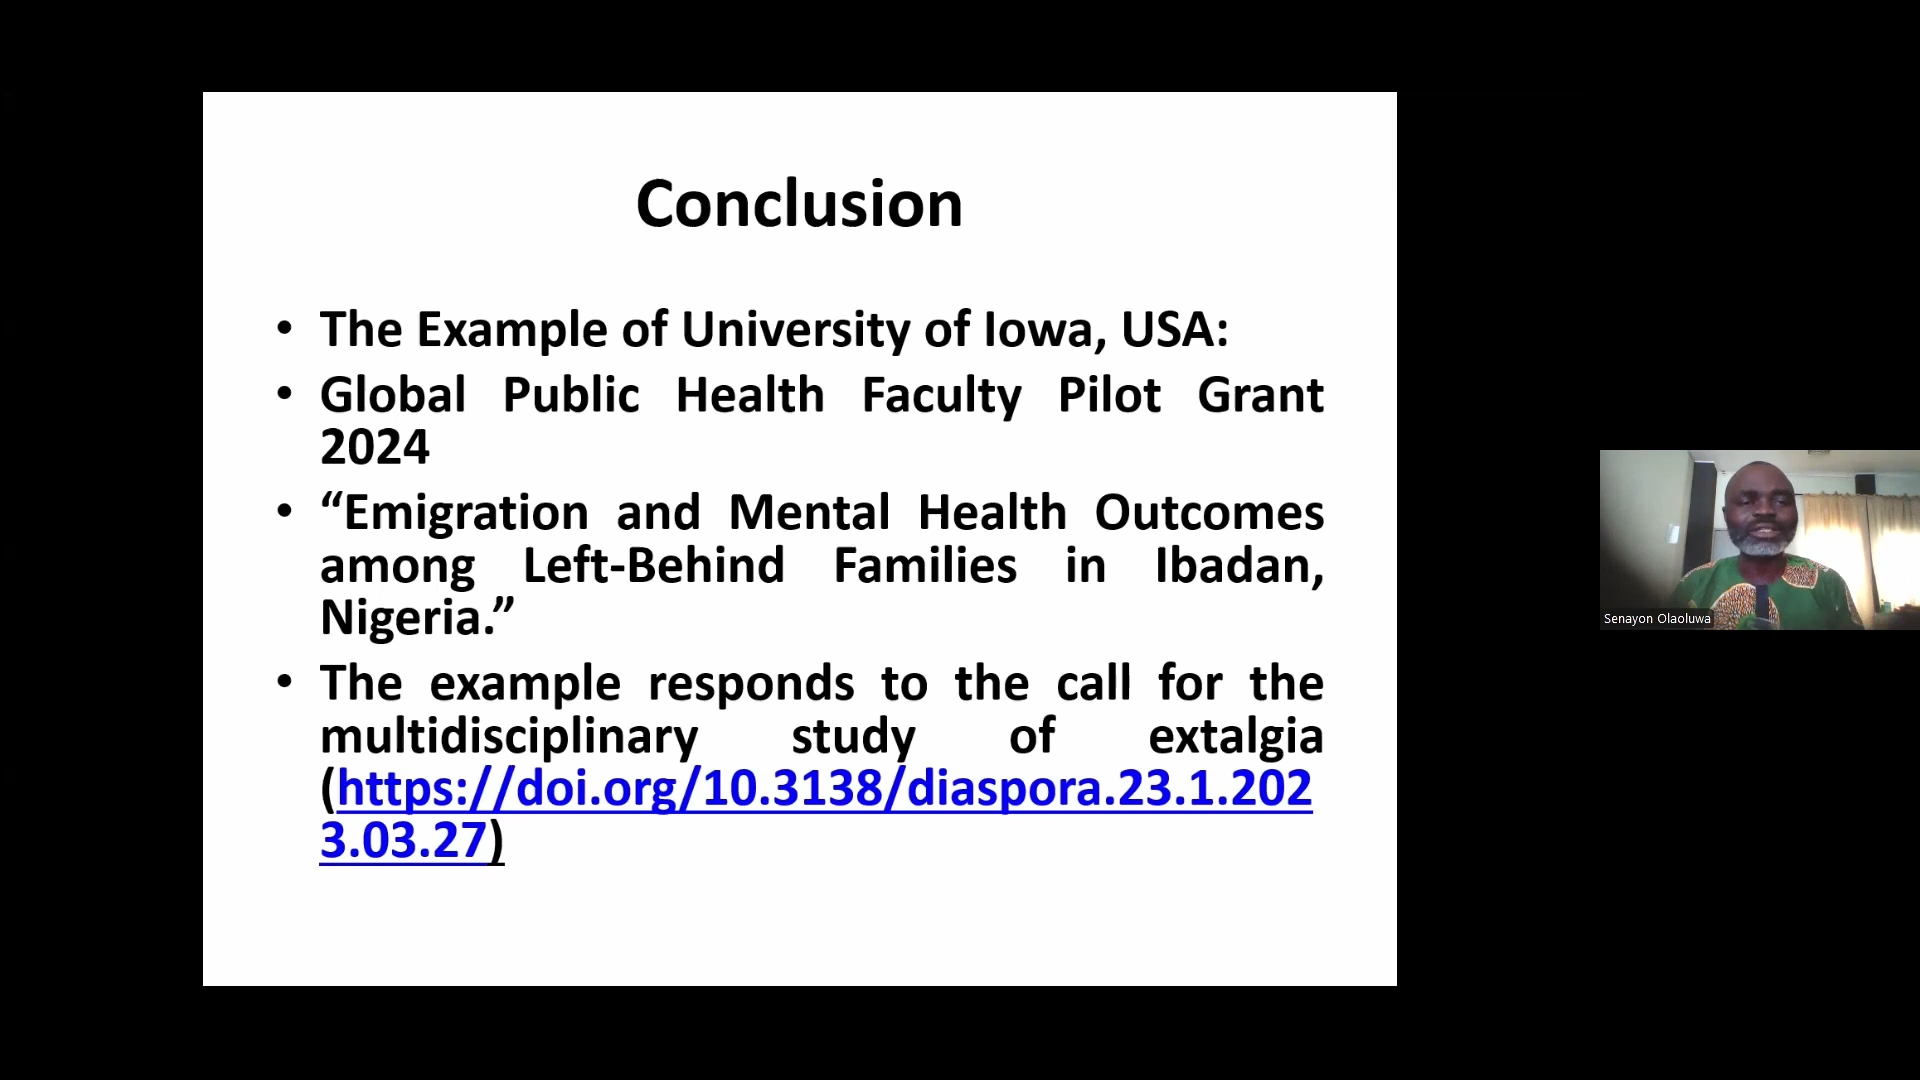 Conclusion
• The Example of University of Iowa, USA:
• Global Public Health Faculty Pilot Grant
2024
• “Emigration and Mental Health Outcomes
among Left-Behind Families in Ibadan,
Nigeria.”
• The example responds to the call for the
multidisciplinary study of extalgia
(https://doi.org/10.3138/diaspora.23.1.202
3.03.27)
Senayon Olaoluwa